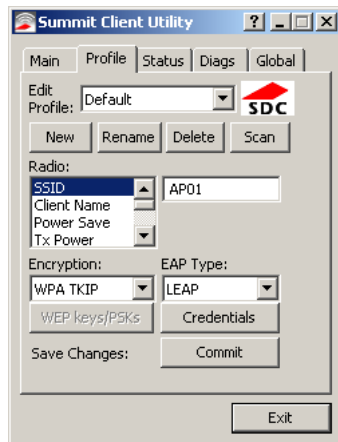 Summit Client Utility
Main Profile Status Diags Global
Edit
Profile: Default
SDC
New Rename Delete Scan
Radio:
SSID AP01
Client Name
Power Save
Tx Power
Encryption: EAP Type:
WPA TKIP LEAP
WEP keys/PSKs Credentials
Save Changes: Commit
Exit